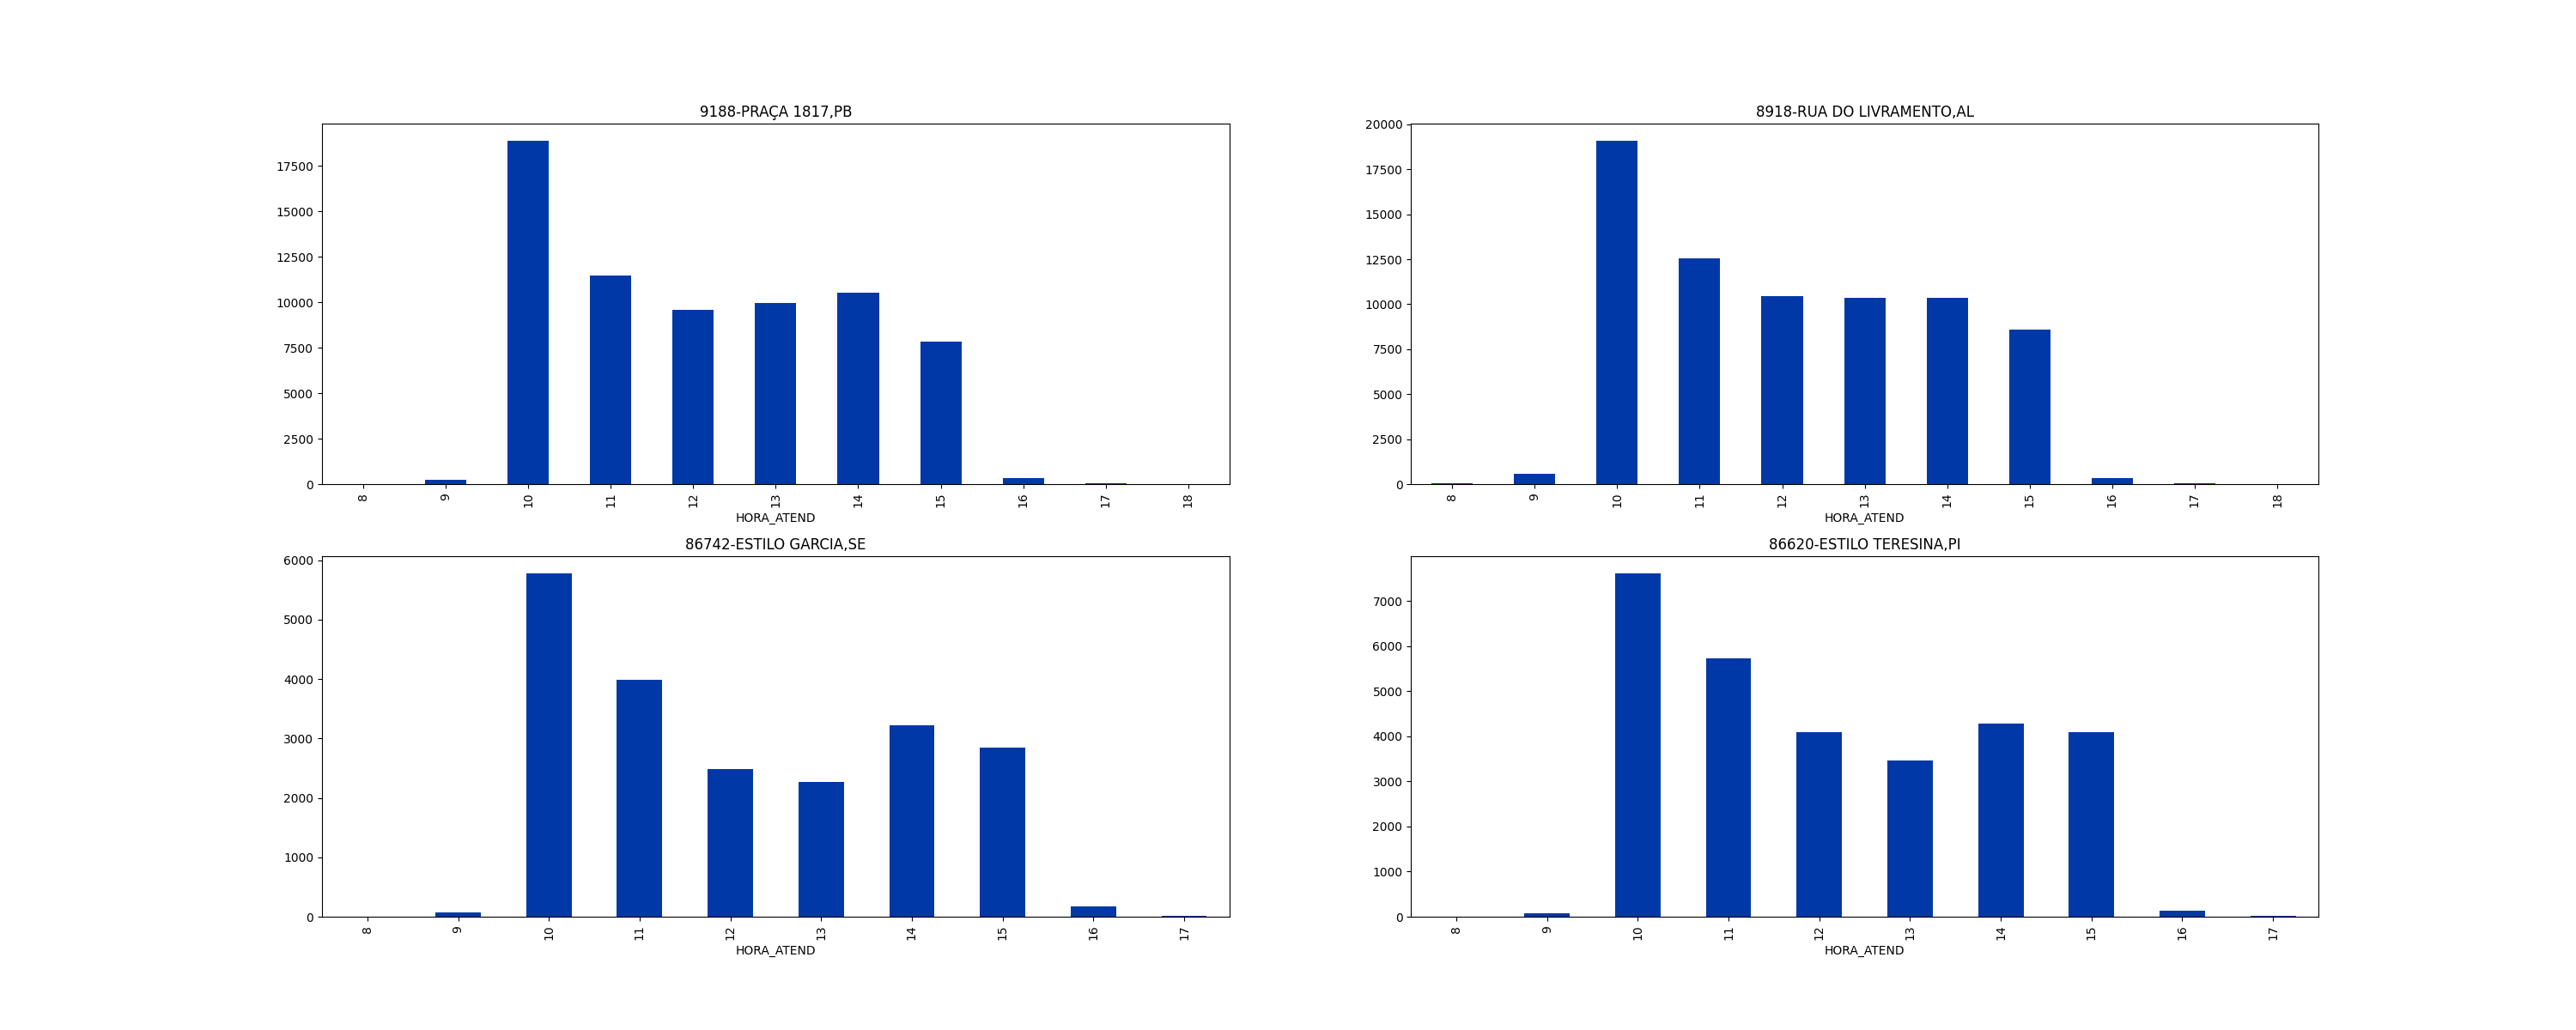 9188-PRAÇA 1817,PB
17500
15000
12500
10000
7500
5000
2500
0
8 9 10 11 12 13 14 15 16 17 18
HORA_ATEND
8918-RUA DO LIVRAMENTO,AL
20000
17500
15000
12500
10000
7500
5000
2500
0
8 9 10 11 12 13 14 15 16 17 18
HORA_ATEND
86742-ESTILO GARCIA,SE
6000
5000
4000
3000
2000
1000
0
8 9 10 11 12 13 14 15 16 17
HORA_ATEND
86620-ESTILO TERESINA,PI
7000
6000
5000
4000
3000
2000
1000
0
8 9 10 11 12 13 14 15 16 17
HORA_ATEND